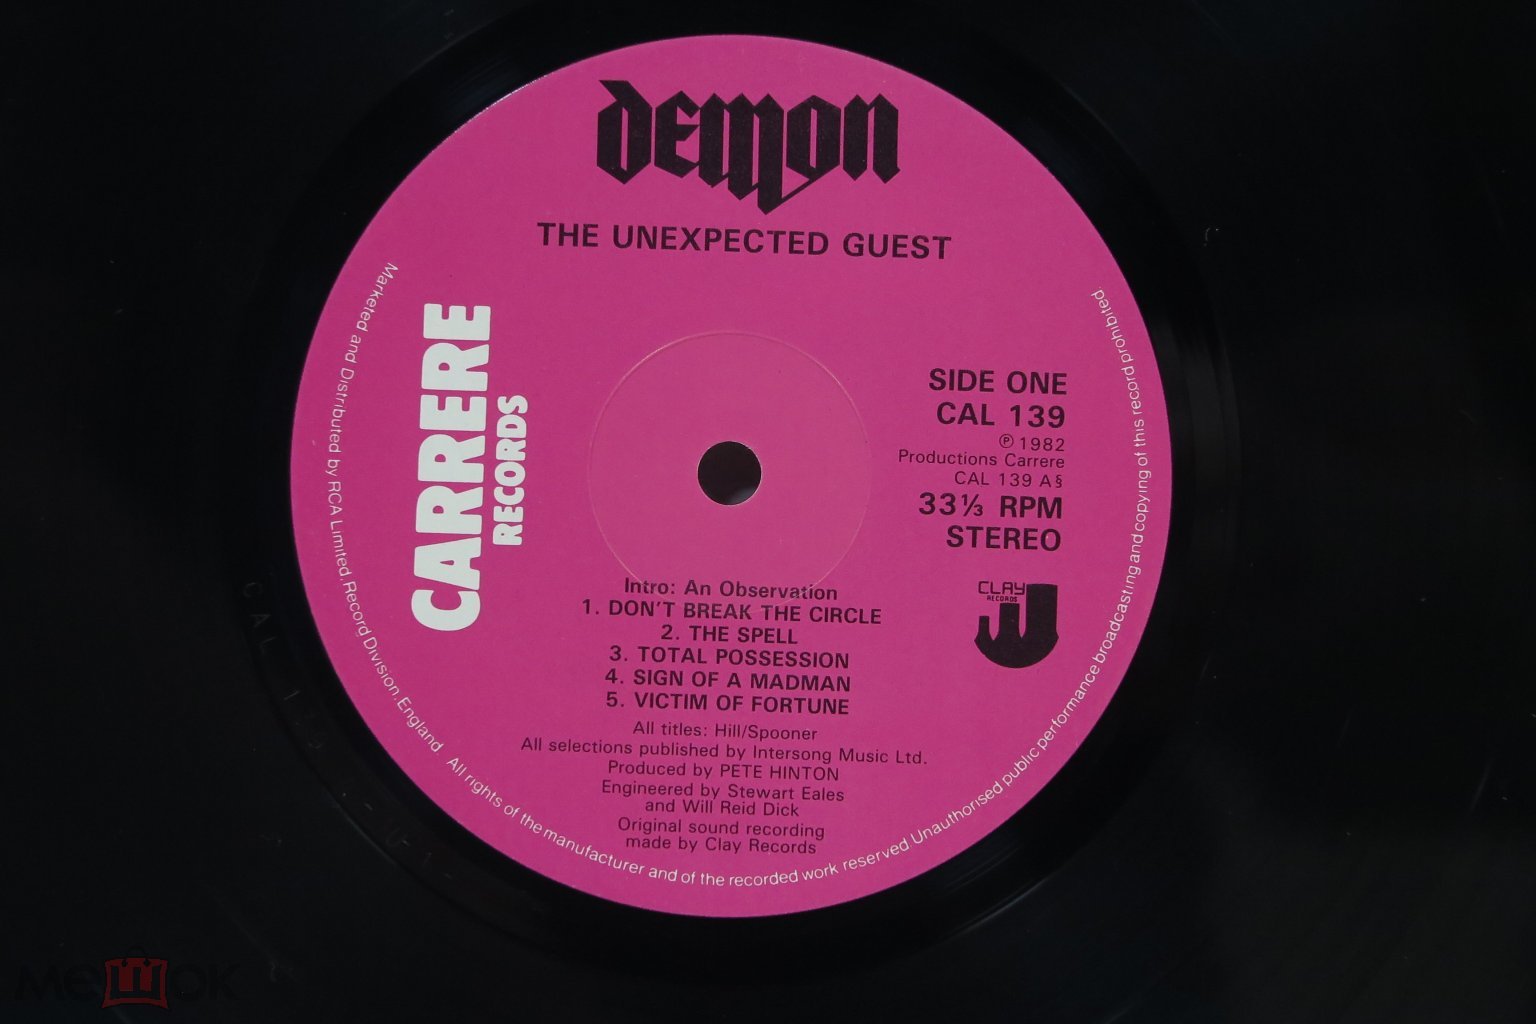 DEMON
THE UNEXPECTED GUEST
CARRERE
RECORDS
SIDE ONE
CAL 139
℗ 1982
Productions Carrere
CAL 139 A§
33⅓ RPM
STEREO
CLAY
RECORDS
Intro: An Observation
1. DON'T BREAK THE CIRCLE
2. THE SPELL
3. TOTAL POSSESSION
4. SIGN OF A MADMAN
5. VICTIM OF FORTUNE
All titles: Hill/Spooner
All selections published by Intersong Music Ltd.
Produced by PETE HINTON
Engineered by Stewart Eales
and Will Reid Dick
Original sound recording
made by Clay Records
Marketed and Distributed by RCA Limited. Record Division. England All rights of the manufacturer and of the recorded work reserved Unauthorised public performance broadcasting and copying of this record prohibited.
мешок